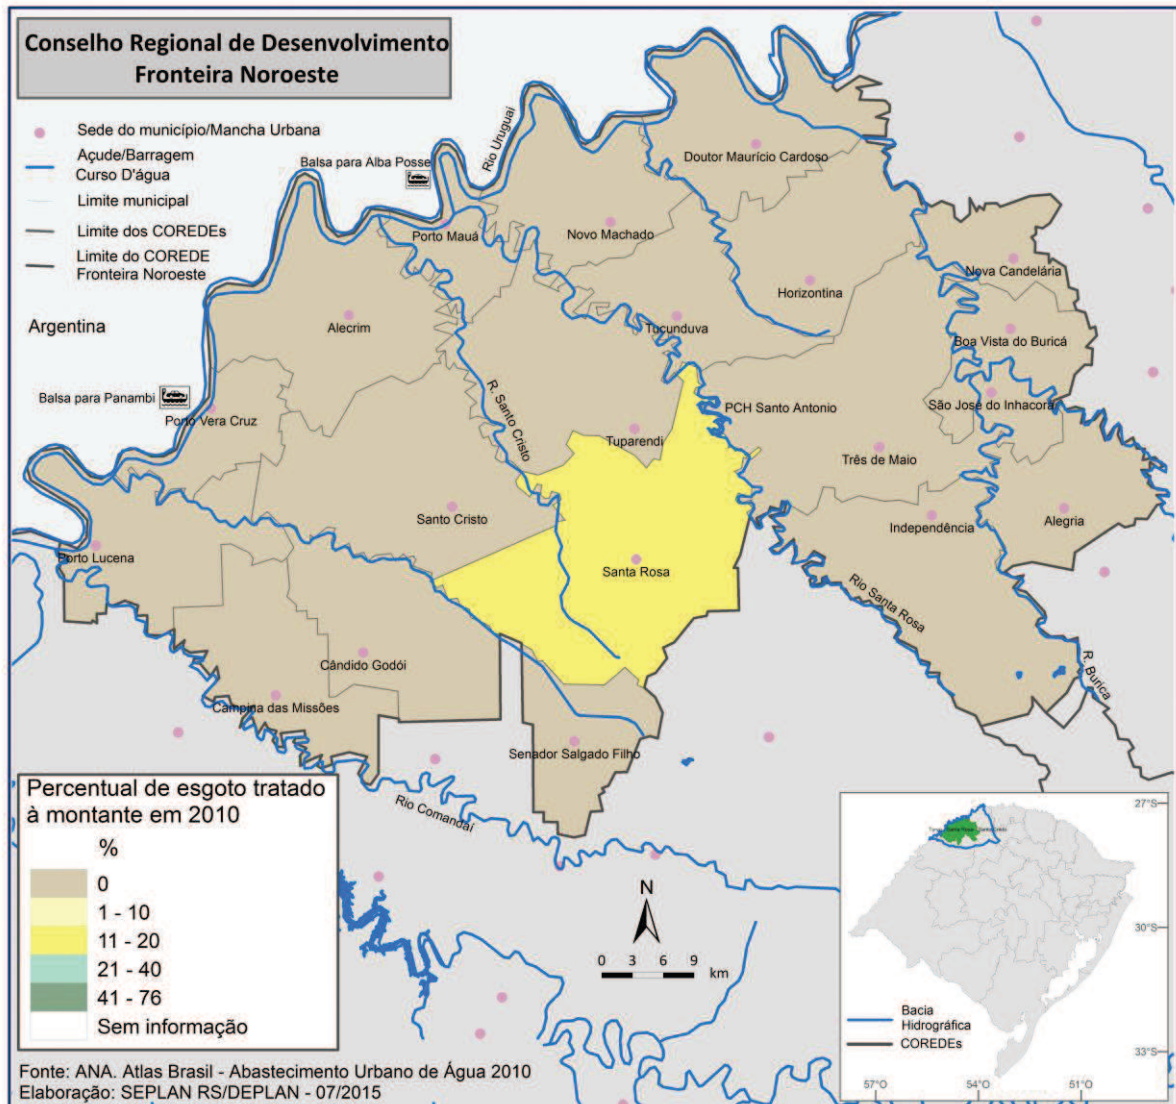 Conselho Regional de Desenvolvimento
Fronteira Noroeste
Sede do município/Mancha Urbana
Açude/Barragem
Curso D'água
Limite municipal
Limite dos COREDEs
Limite do COREDE
Fronteira Noroeste
Argentina
Balsa para Alba Posse
Rio Uruguai
Balsa para Panambi
Doutor Maurício Cardoso
Porto Mauá
Novo Machado
Nova Candelária
Horizontina
Alecrim
Tucunduva
Boa Vista do Buricá
R. Santo Cristo
PCH Santo Antonio
São José do Inhacorá
Porto Vera Cruz
Tuparendi
Três de Maio
Santo Cristo
Independência
Alegria
Porto Lucena
Santa Rosa
Rio Santa Rosa
Cândido Godói
R. Burica
Campina das Missões
Senador Salgado Filho
Rio Comandaí
Percentual de esgoto tratado
à montante em 2010
%
0
1 - 10
11 - 20
21 - 40
41 - 76
Sem informação
N
0 3 6 9
km
27°S
30°S
33°S
57°O 54°O 51°O
Bacia
Hidrográfica
COREDEs
Fonte: ANA. Atlas Brasil - Abastecimento Urbano de Água 2010
Elaboração: SEPLAN RS/DEPLAN - 07/2015